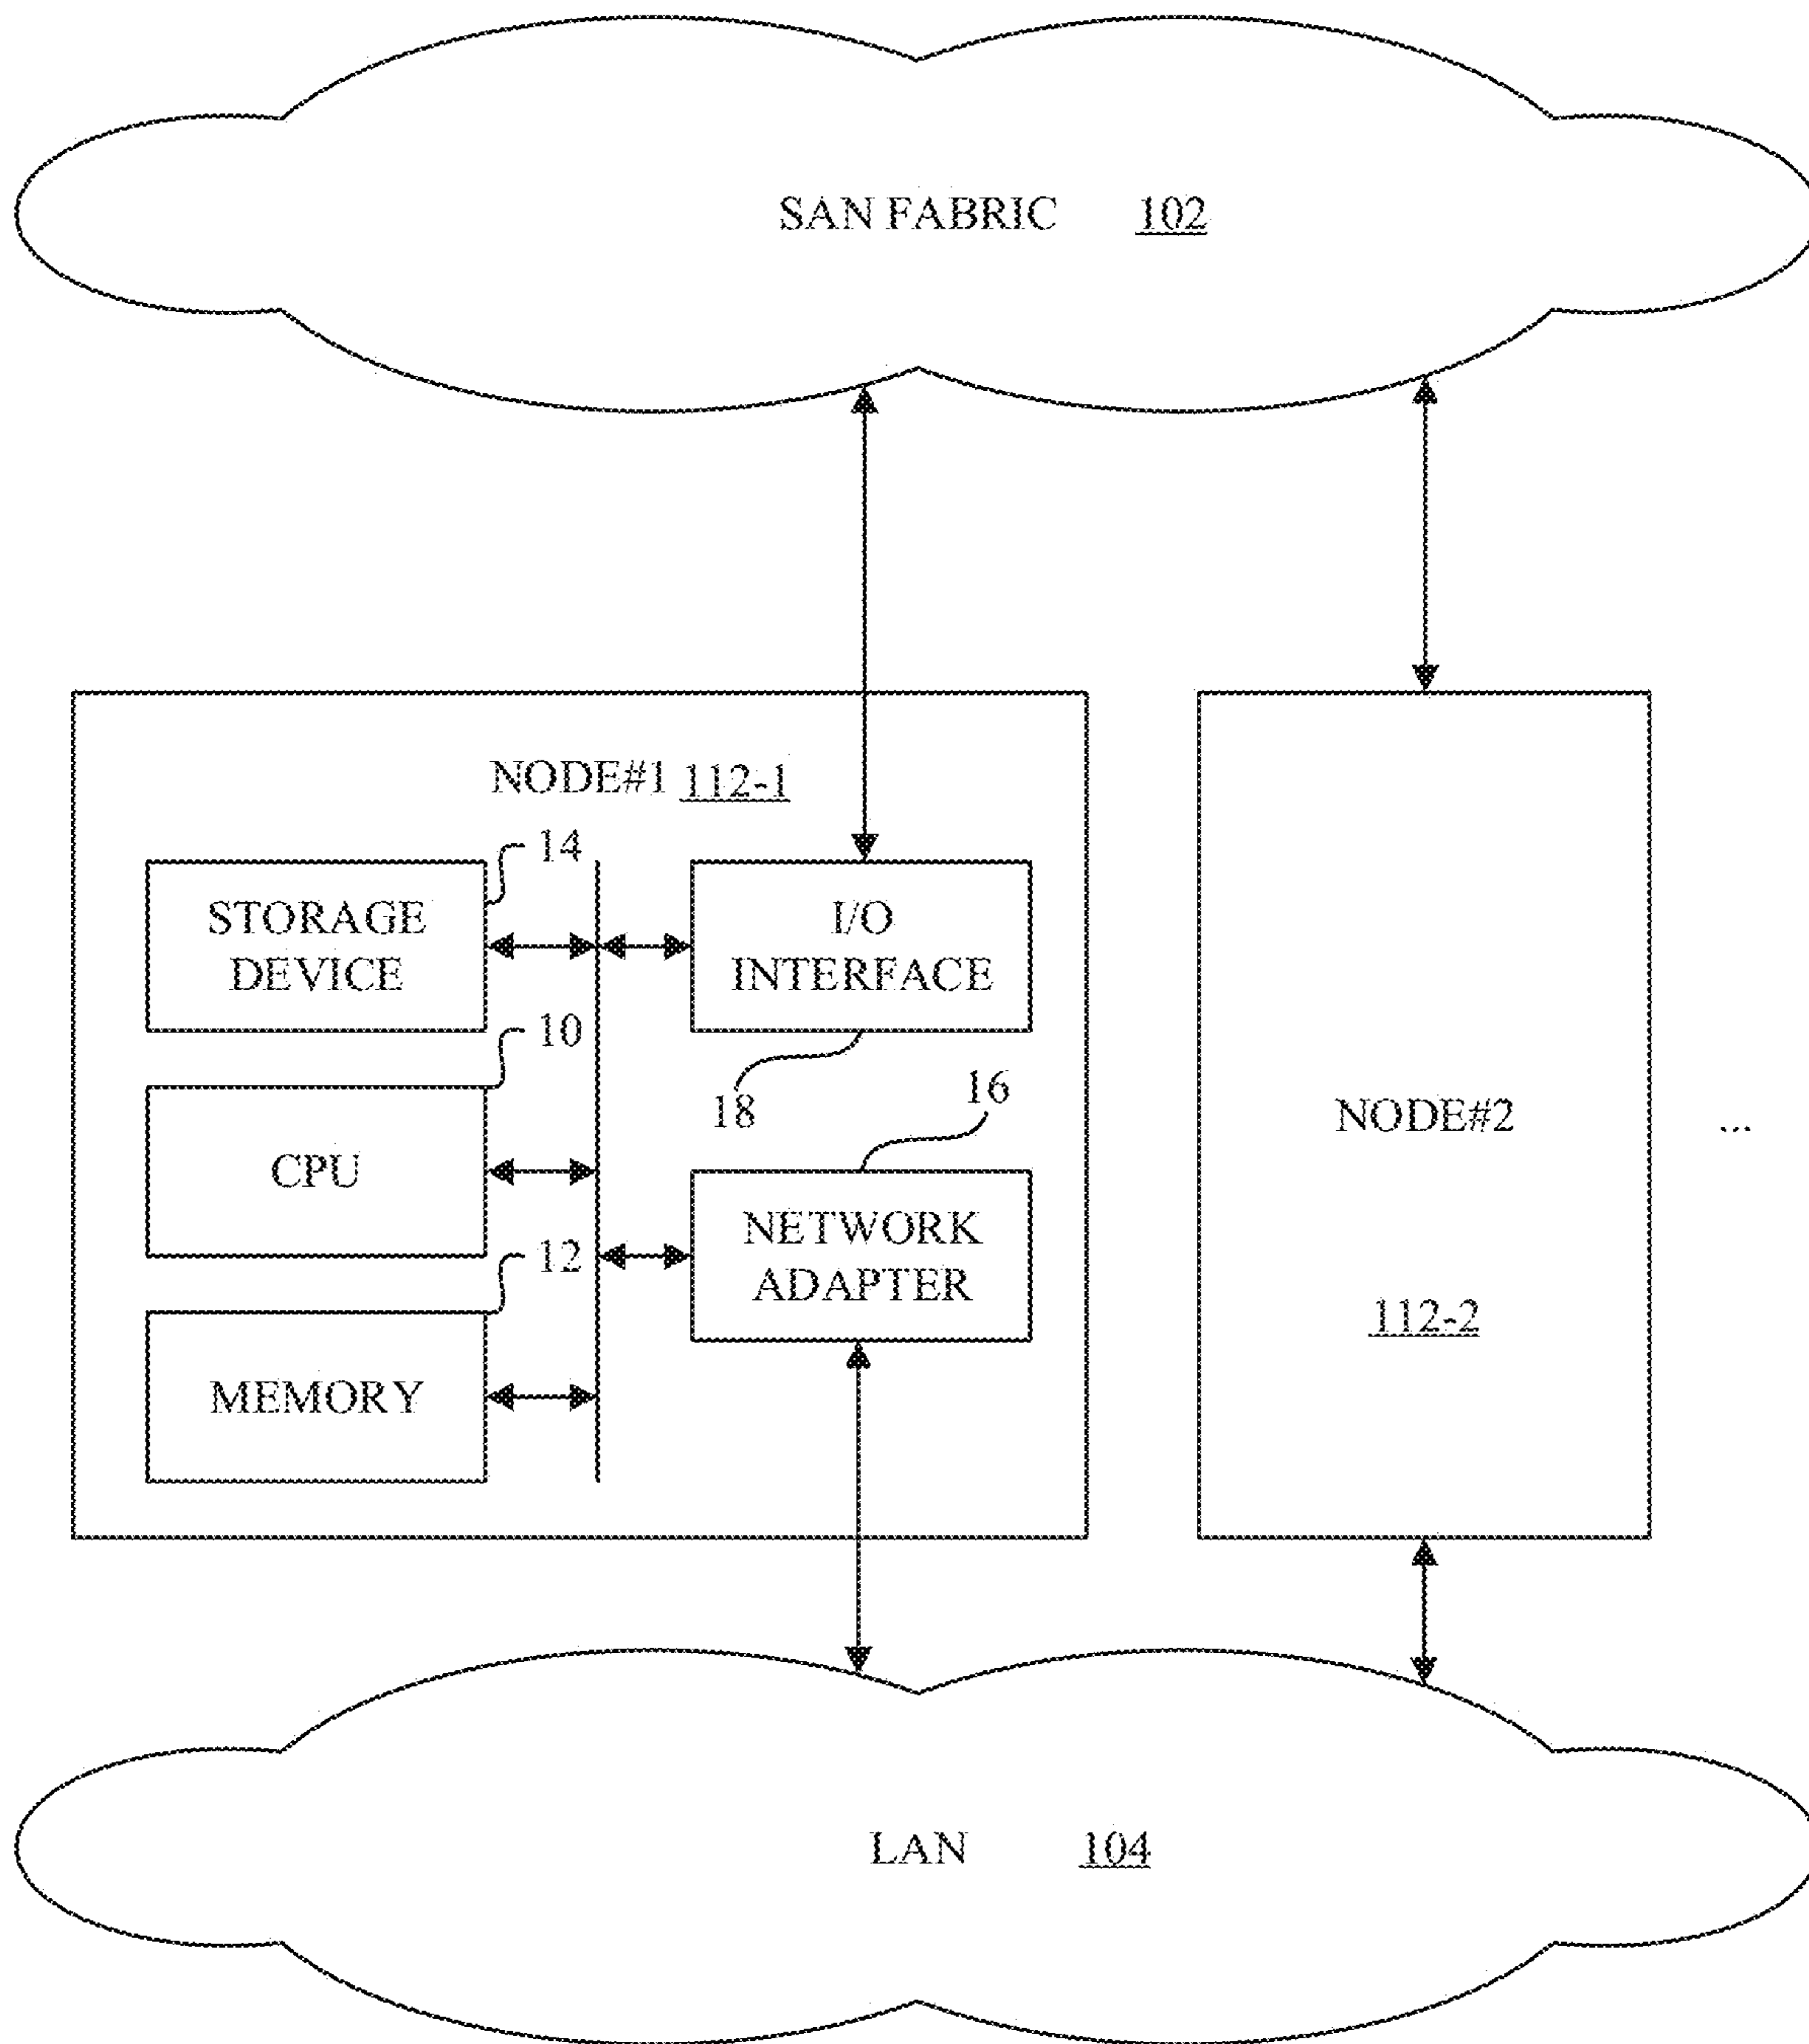 SAN FABRIC 102
NODE#1 112-1
14
STORAGE
DEVICE
I/O
INTERFACE
10
18
16
CPU
NETWORK
ADAPTER
12
MEMORY
NODE#2
112-2
...
LAN 104